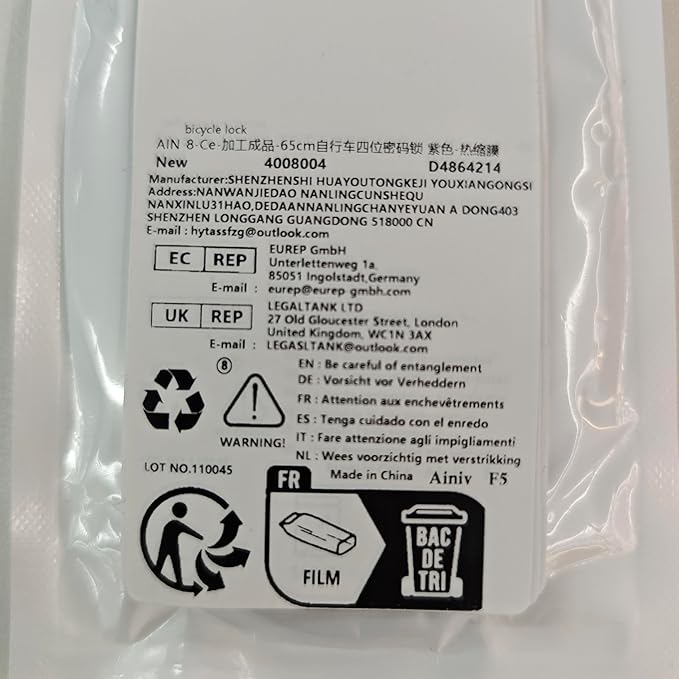 bicycle lock
AIN 8-Ce-加工成品-65cm自行车四位密码锁 紫色-热缩膜
New 4008004 D4864214
Manufacturer:SHENZHENSHI HUAYOUTONGKEJI YOUXIANGONGSI
Address:NANWANJIEDAO NANLINGCUNSHEQU
NANXINLU31HAO,DEDAANNANLINGCHANYEYUAN A DONG403
SHENZHEN LONGGANG GUANGDONG 518000 CN
E-mail : hytassfzg@outlook.com
EC REP EUREP GmbH
Unterlettenweg 1a
85051 Ingolstadt,Germany
E-mail : eurep@eurep-gmbh.com
UK REP LEGALTANK LTD
27 Old Gloucester Street, London
United Kingdom, WC1N 3AX
E-mail : LEGASLTANK@outlook.com
8
EN : Be careful of entanglement
DE : Vorsicht vor Verheddern
FR : Attention aux enchevêtrements
ES : Tenga cuidado con el enredo
IT : Fare attenzione agli impigliamenti
NL : Wees voorzichtig met verstrikking
WARNING!
LOT NO.110045
Made in China Ainiv F5
FR
FILM
BAC
DE
TRI